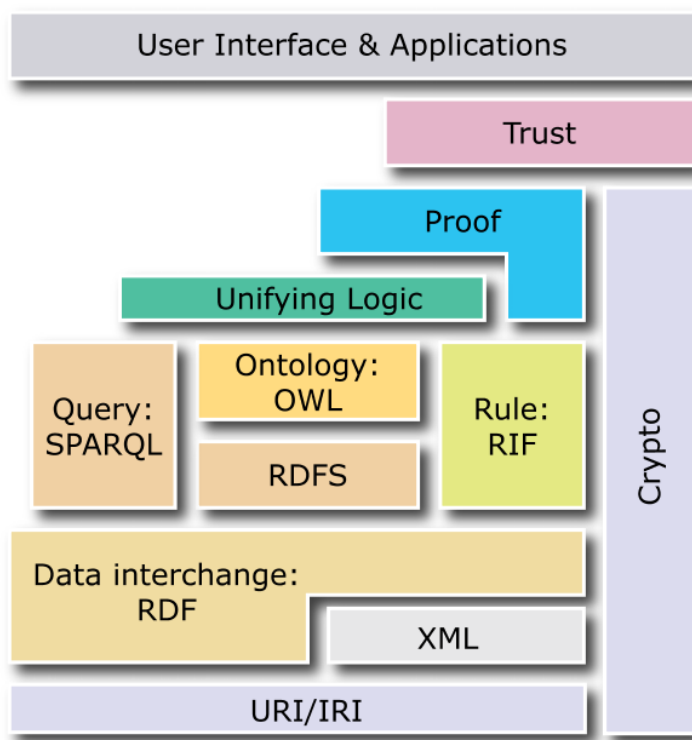 User Interface & Applications
Trust
Proof
Unifying Logic
Query:
SPARQL
Ontology:
OWL
RDFS
Rule:
RIF
Crypto
Data interchange:
RDF
XML
URI/IRI